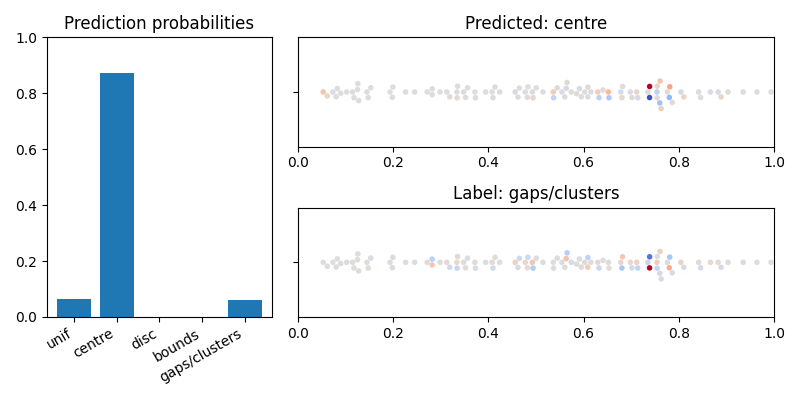 Prediction probabilities
1.0
0.8
0.6
0.4
0.2
0.0
unif
centre
disc
bounds
gaps/clusters
Predicted: centre
0.0 0.2 0.4 0.6 0.8 1.0
Label: gaps/clusters
0.0 0.2 0.4 0.6 0.8 1.0